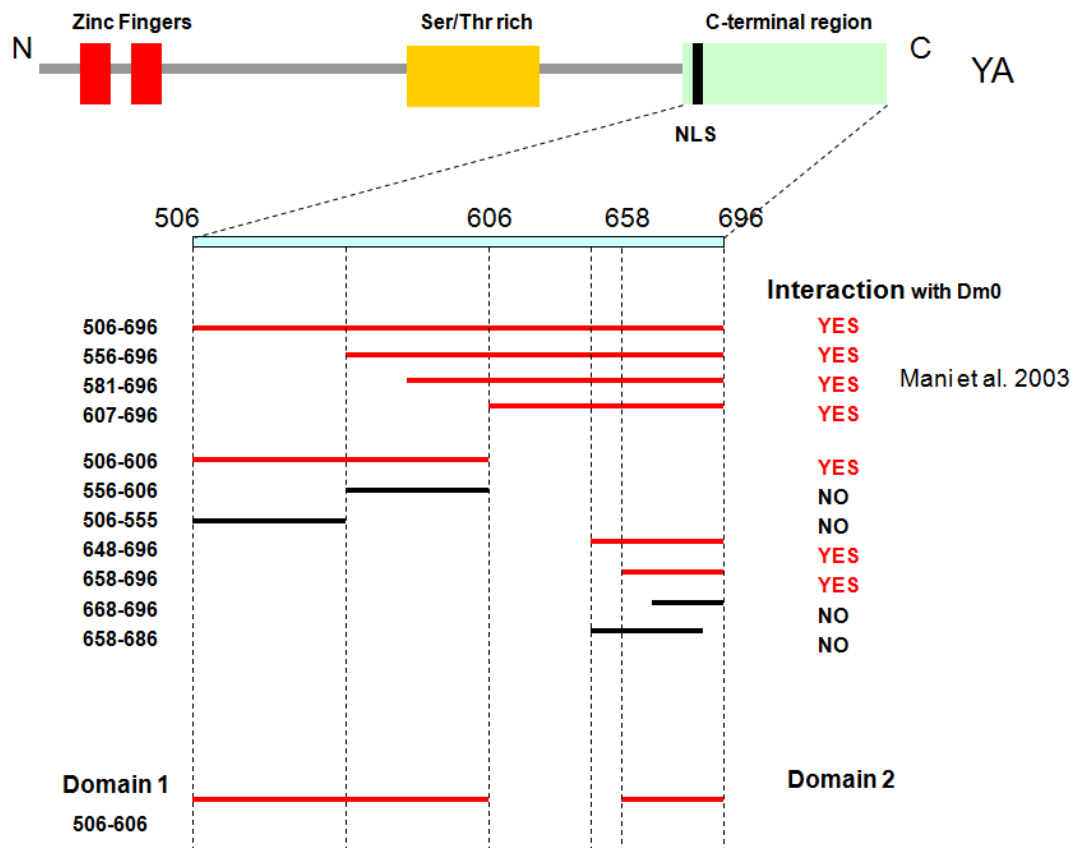 Zinc Fingers Ser/Thr rich C-terminal region
N C YA
NLS
506 606 658 696
Interaction with Dm0
506-696 YES
556-696 YES
581-696 YES Mani et al. 2003
607-696 YES
506-606 YES
556-606 NO
506-555 NO
648-696 YES
658-696 YES
668-696 NO
658-686 NO
Domain 1 Domain 2
506-606